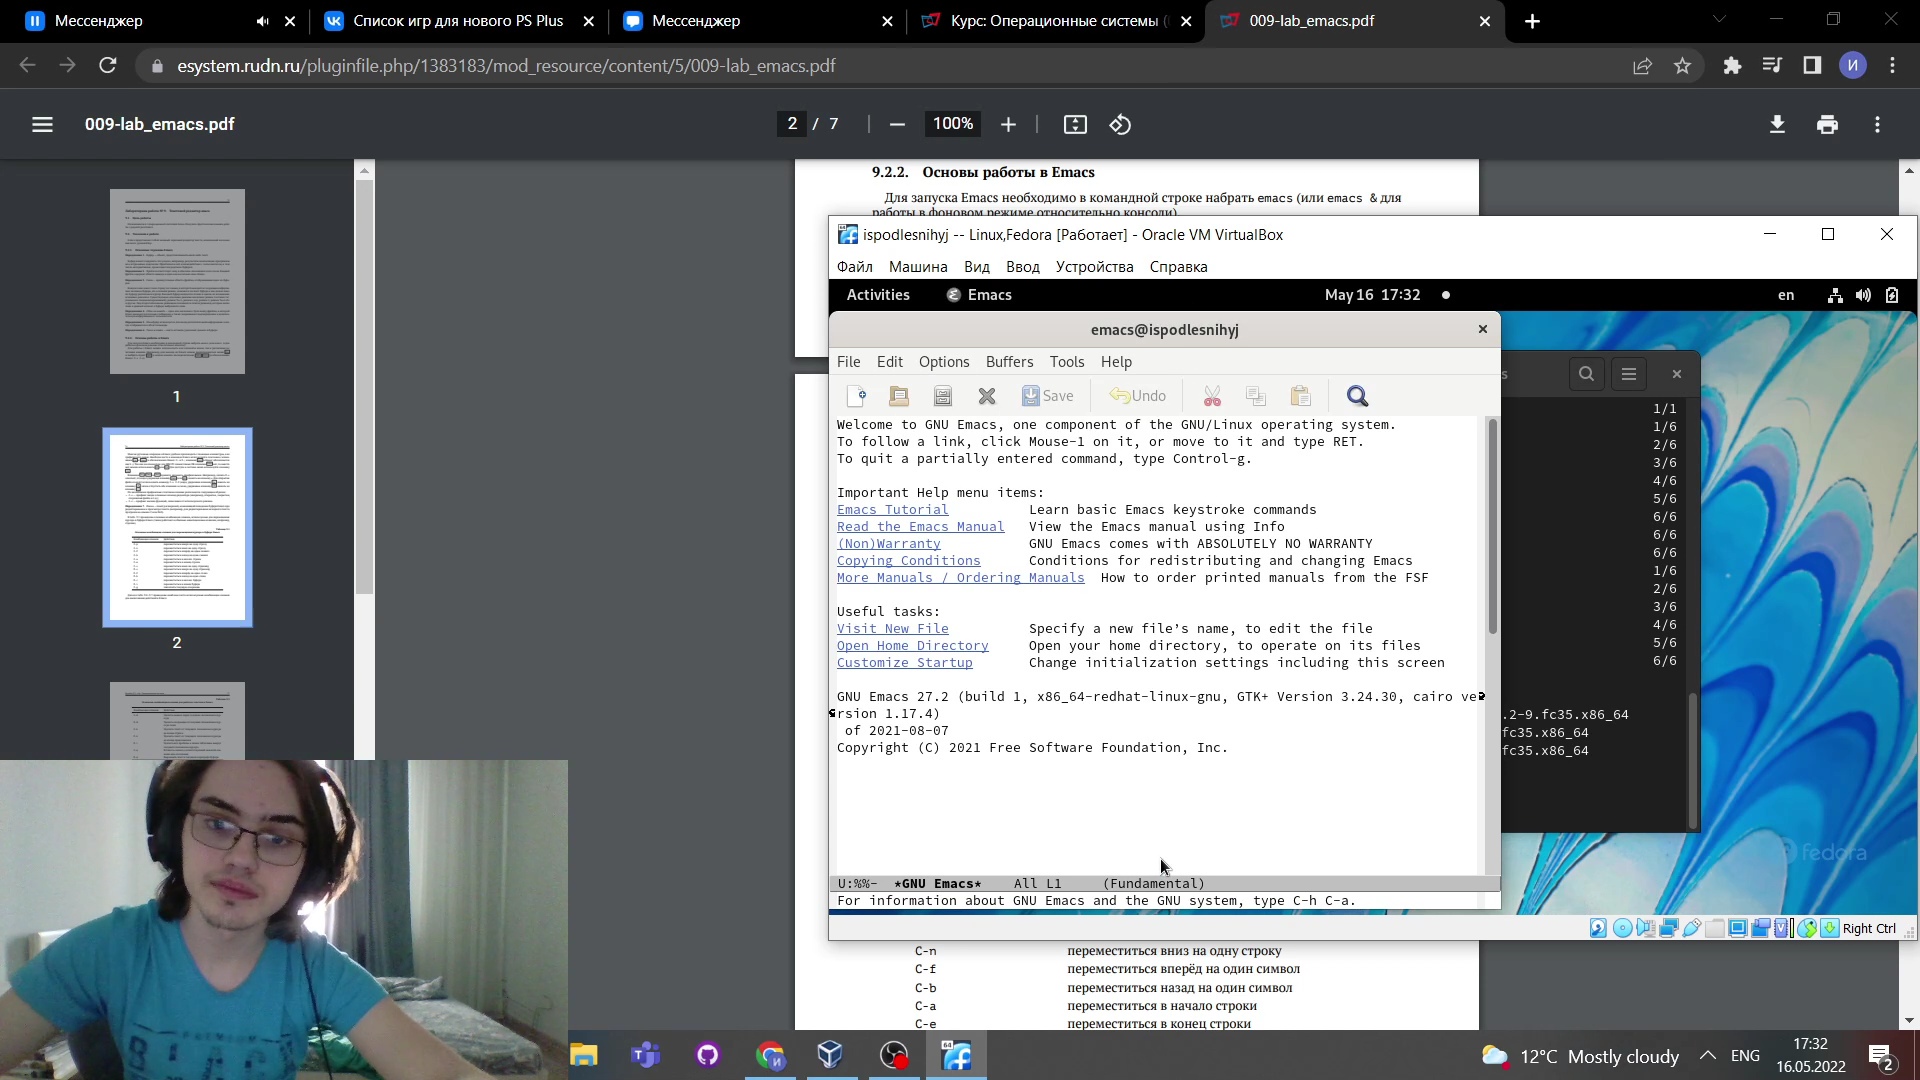 Мессенджер
Список игр для нового PS Plus
Мессенджер
Курс: Операционные системы (
009-lab_emacs.pdf
esystem.rudn.ru/pluginfile.php/1383183/mod_resource/content/5/009-lab_emacs.pdf
И
009-lab_emacs.pdf
2 / 7
100%
1
2
9.2.2. Основы работы в Emacs
Для запуска Emacs необходимо в командной строке набрать emacs (или emacs & для
работы в фоновом режиме относительно консоли).
ispodlesnihyj -- Linux,Fedora [Работает] - Oracle VM VirtualBox
Файл Машина Вид Ввод Устройства Справка
Activities Emacs May 16 17:32 en
emacs@ispodlesnihyj
File Edit Options Buffers Tools Help
Save Undo
Welcome to GNU Emacs, one component of the GNU/Linux operating system.
To follow a link, click Mouse-1 on it, or move to it and type RET.
To quit a partially entered command, type Control-g.
Important Help menu items:
Emacs Tutorial Learn basic Emacs keystroke commands
Read the Emacs Manual View the Emacs manual using Info
(Non)Warranty GNU Emacs comes with ABSOLUTELY NO WARRANTY
Copying Conditions Conditions for redistributing and changing Emacs
More Manuals / Ordering Manuals How to order printed manuals from the FSF
Useful tasks:
Visit New File Specify a new file’s name, to edit the file
Open Home Directory Open your home directory, to operate on its files
Customize Startup Change initialization settings including this screen
GNU Emacs 27.2 (build 1, x86_64-redhat-linux-gnu, GTK+ Version 3.24.30, cairo ve
rsion 1.17.4)
of 2021-08-07
Copyright (C) 2021 Free Software Foundation, Inc.
U:%%- *GNU Emacs* All L1 (Fundamental)
For information about GNU Emacs and the GNU system, type C-h C-a.
s
1/1
1/6
2/6
3/6
4/6
5/6
6/6
6/6
6/6
1/6
2/6
3/6
4/6
5/6
6/6
.2-9.fc35.x86_64
fc35.x86_64
fc35.x86_64
fedora
Right Ctrl
C-n переместиться вниз на одну строку
C-f переместиться вперёд на один символ
C-b переместиться назад на один символ
C-a переместиться в начало строки
C-e переместиться в конец строки
64
12°C Mostly cloudy
ENG
17:32
16.05.2022
2